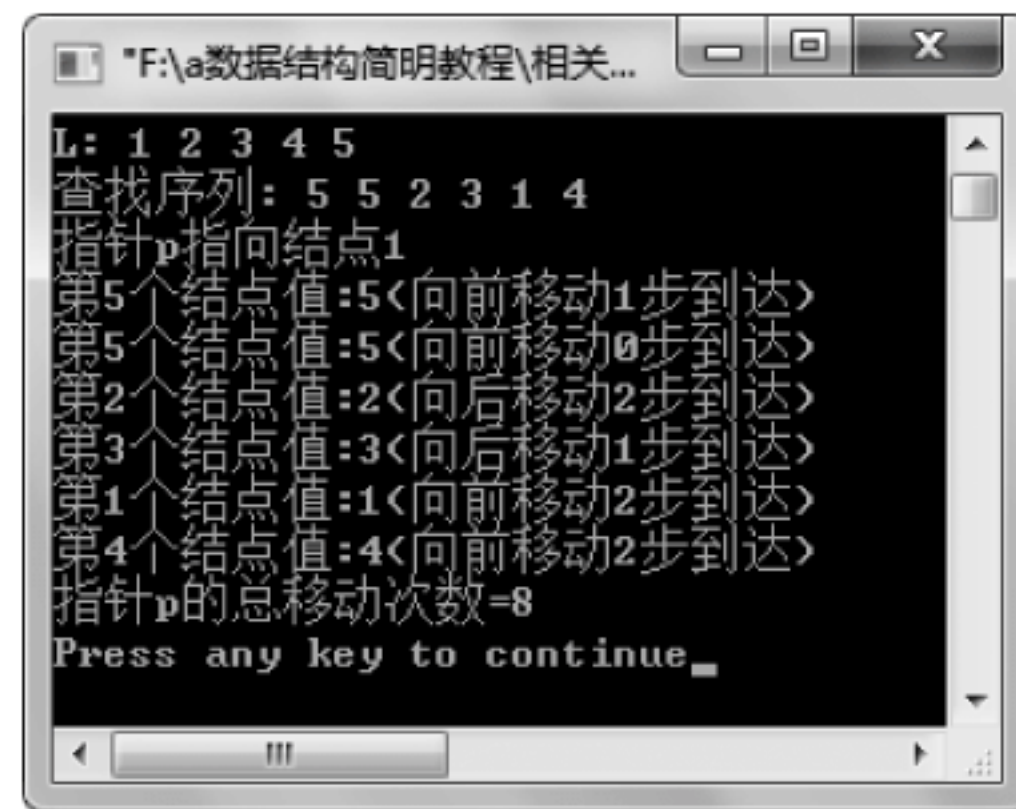 "F:\a数据结构简明教程\相关...
L: 1 2 3 4 5
查找序列: 5 5 2 3 1 4
指针p指向结点1
第5个结点值:5(向前移动1步到达)
第5个结点值:5(向前移动0步到达)
第2个结点值:2(向后移动2步到达)
第3个结点值:3(向后移动1步到达)
第1个结点值:1(向前移动2步到达)
第4个结点值:4(向前移动2步到达)
指针p的总移动次数=8
Press any key to continue_